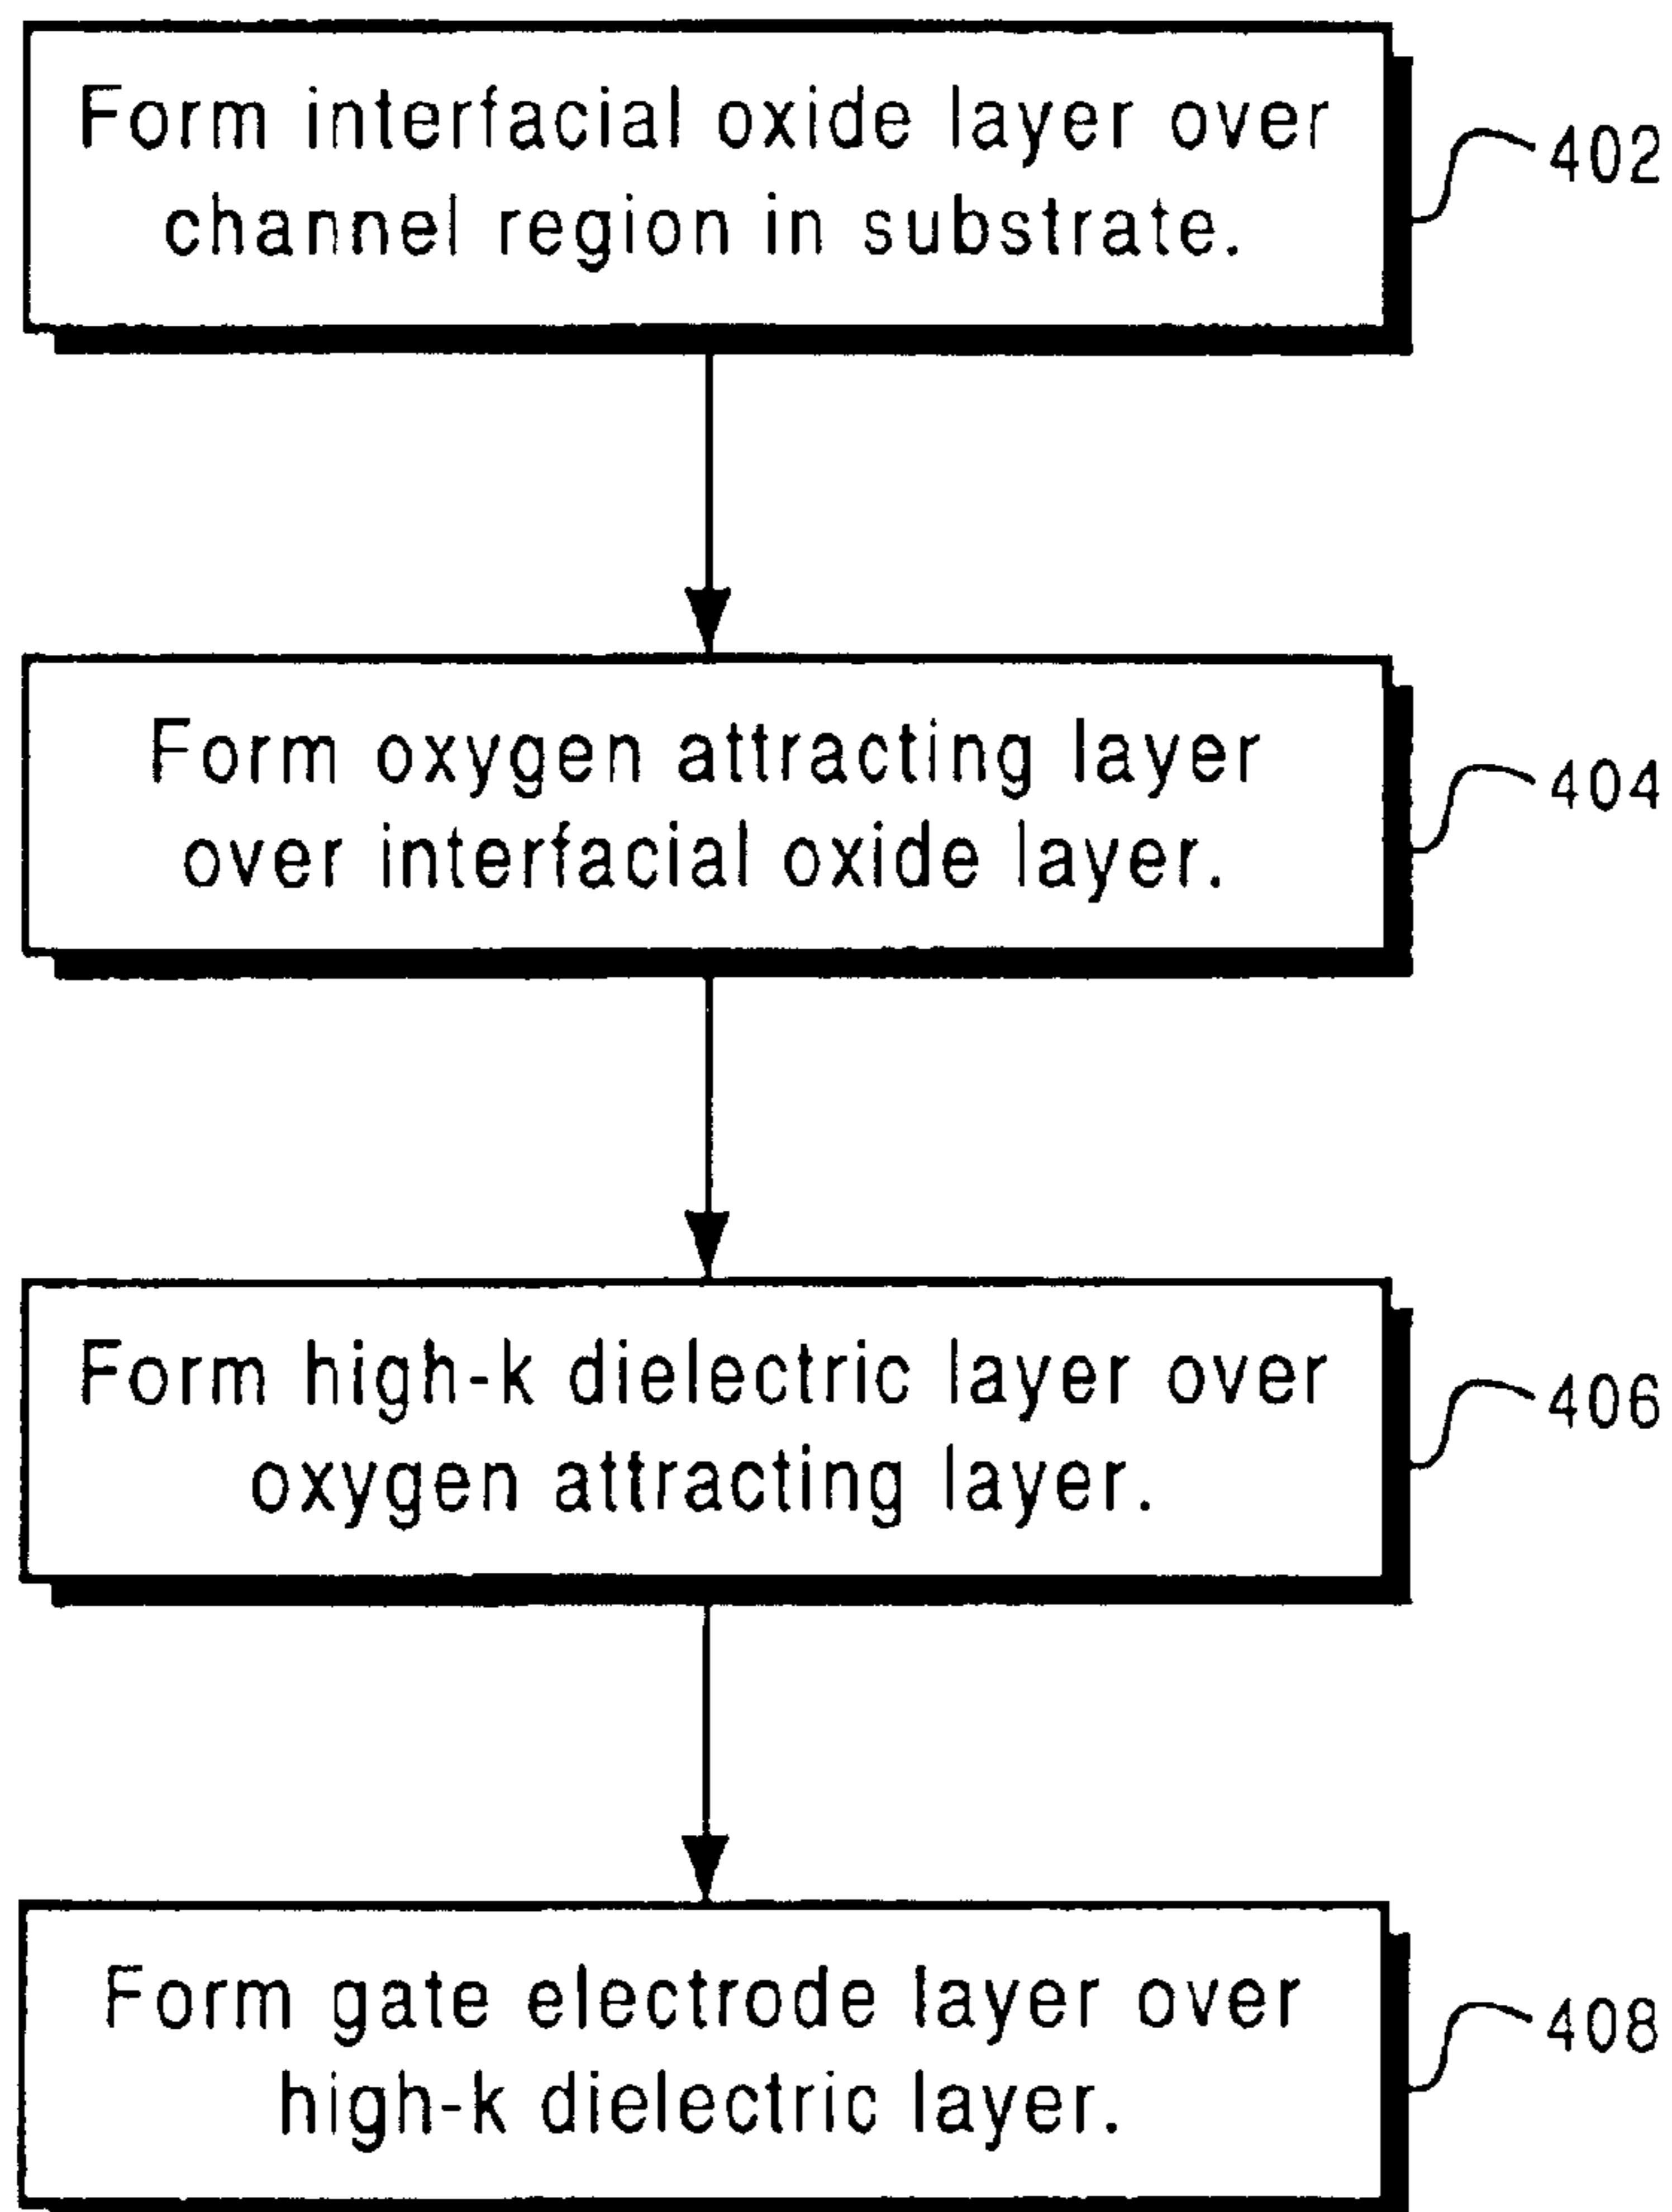 Form interfacial oxide layer over
channel region in substrate.
402
Form oxygen attracting layer
over interfacial oxide layer.
404
Form high-k dielectric layer over
oxygen attracting layer.
406
Form gate electrode layer over
high-k dielectric layer.
408